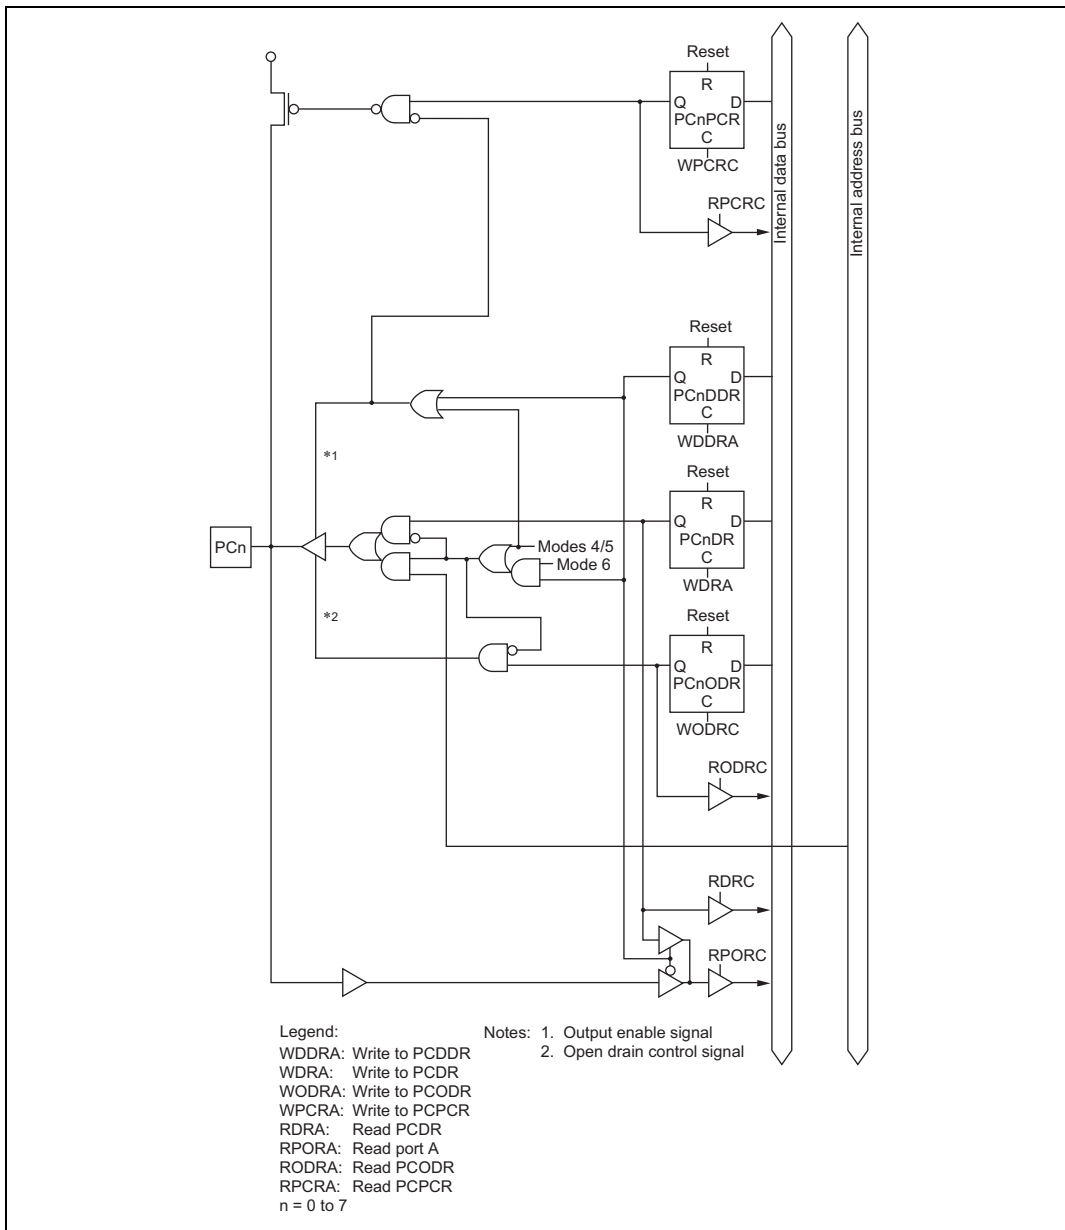 Reset
R
Q D
PCnPCR
C
WPCRC
RPCRC
Internal data bus
Internal address bus
Reset
R
Q D
PCnDDR
C
WDDRA
*1
Reset
R
Q D
PCnDR
C
WDRA
PCn
Modes 4/5
Mode 6
*2
Reset
R
Q D
PCnODR
C
WODRC
RODRC
RDRC
RPORC
Legend:
WDDRA: Write to PCDDR
WDRA: Write to PCDR
WODRA: Write to PCODR
WPCRA: Write to PCPCR
RDRA: Read PCDR
RPORA: Read port A
RODRA: Read PCODR
RPCRA: Read PCPCR
n = 0 to 7
Notes: 1. Output enable signal
2. Open drain control signal